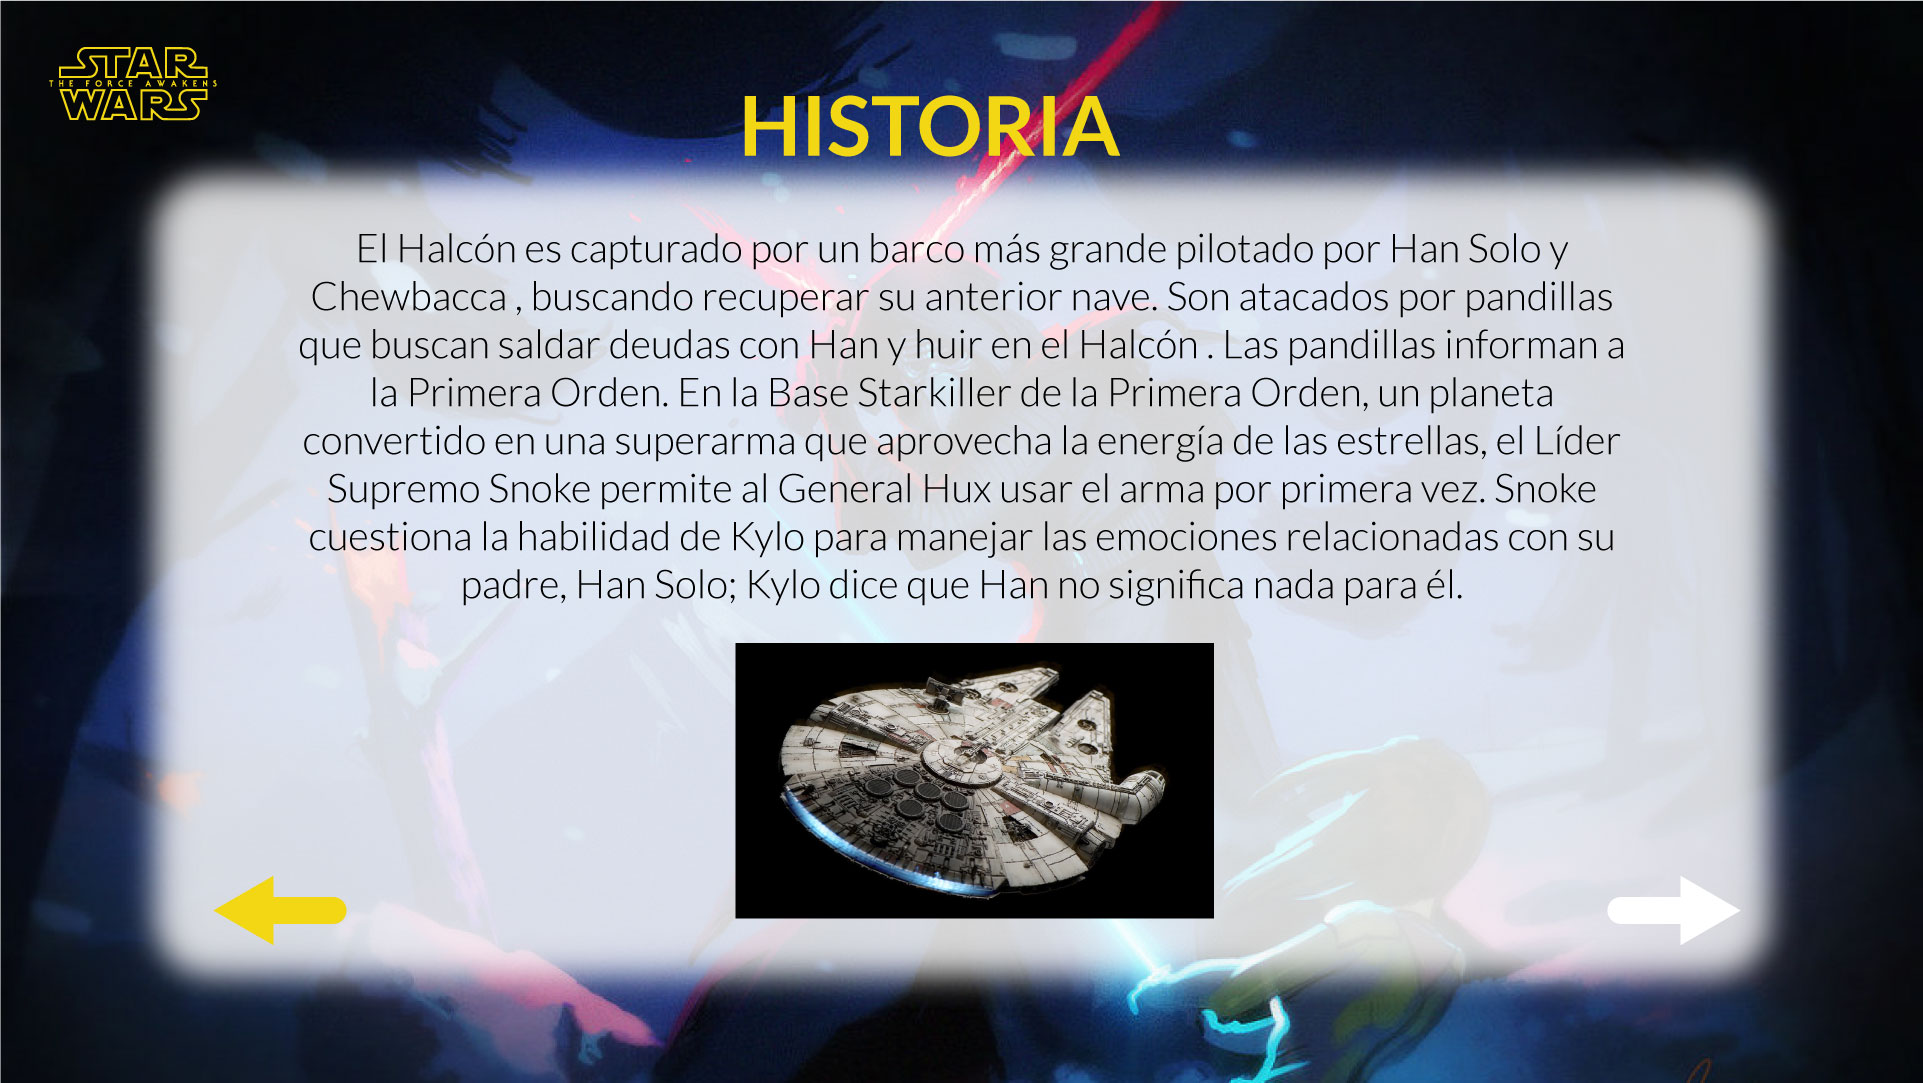 STAR
THE FORCE AWAKENS
WARS
HISTORIA
El Halcón es capturado por un barco más grande pilotado por Han Solo y
Chewbacca , buscando recuperar su anterior nave. Son atacados por pandillas
que buscan saldar deudas con Han y huir en el Halcón . Las pandillas informan a
la Primera Orden. En la Base Starkiller de la Primera Orden, un planeta
convertido en una superarma que aprovecha la energía de las estrellas, el Líder
Supremo Snoke permite al General Hux usar el arma por primera vez. Snoke
cuestiona la habilidad de Kylo para manejar las emociones relacionadas con su
padre, Han Solo; Kylo dice que Han no significa nada para él.